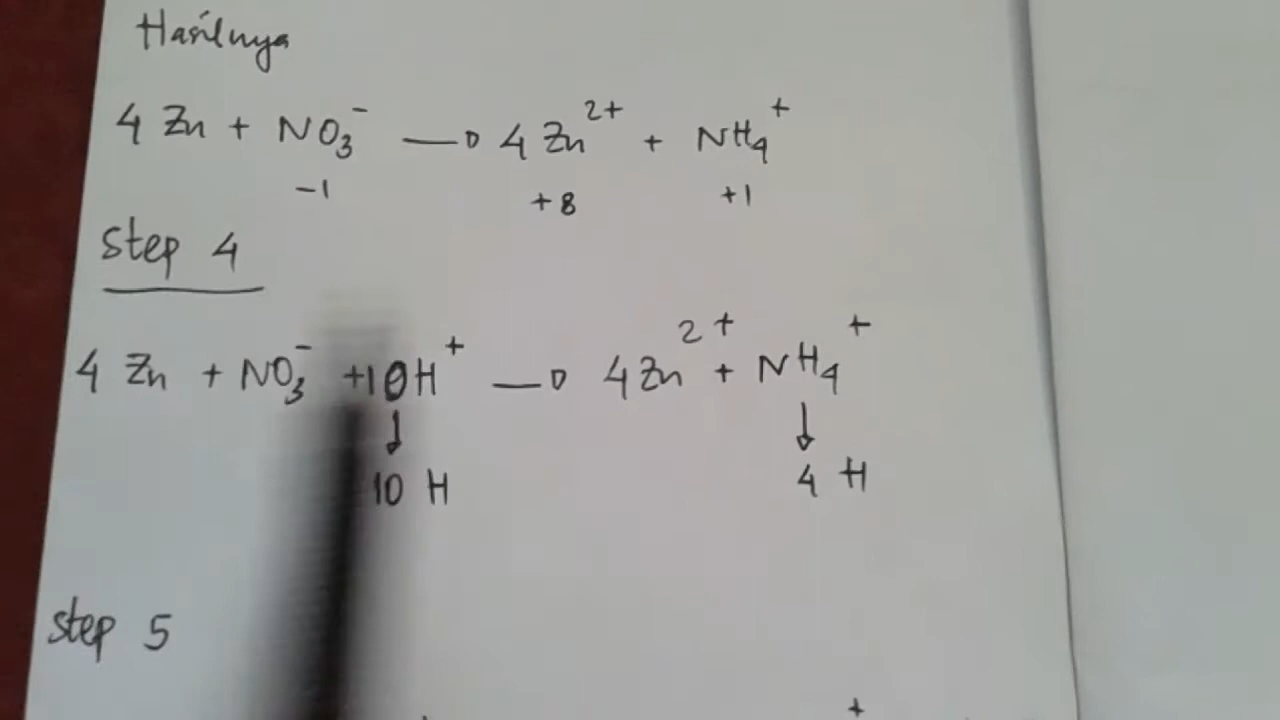 Hasilnya
4 Zn + NO₃⁻ → 4 Zn²⁺ + NH₄⁺
-1 +8 +1
Step 4
4 Zn + NO₃⁻ + 10H⁺ → 4 Zn²⁺ + NH₄⁺
↓ ↓
10 H 4 H
Step 5
+